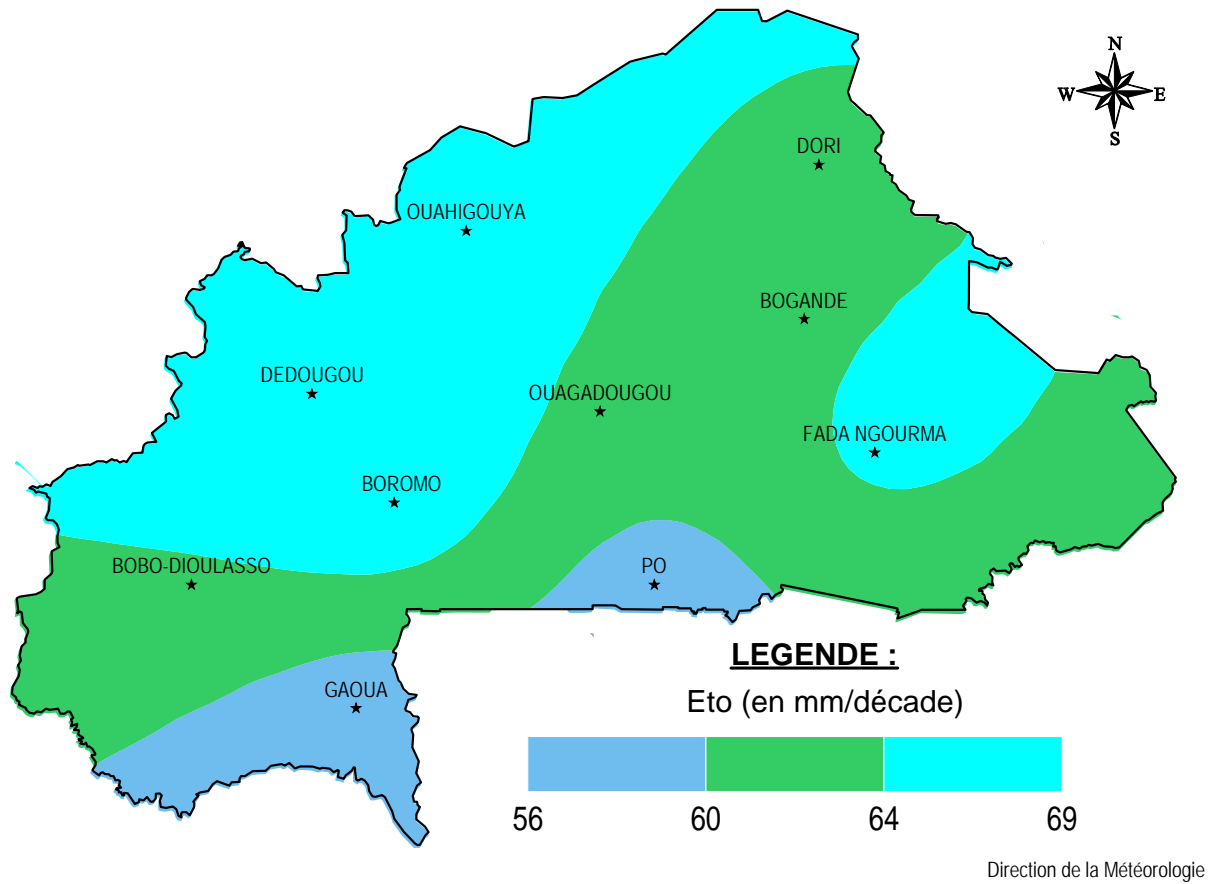 N
W E
S
DORI
OUAHIGOUYA
BOGANDE
DEDOUGOU
OUAGADOUGOU
FADA NGOURMA
BOROMO
BOBO-DIOULASSO
PO
GAOUA
LEGENDE :
Eto (en mm/décade)
56 60 64 69
Direction de la Météorologie